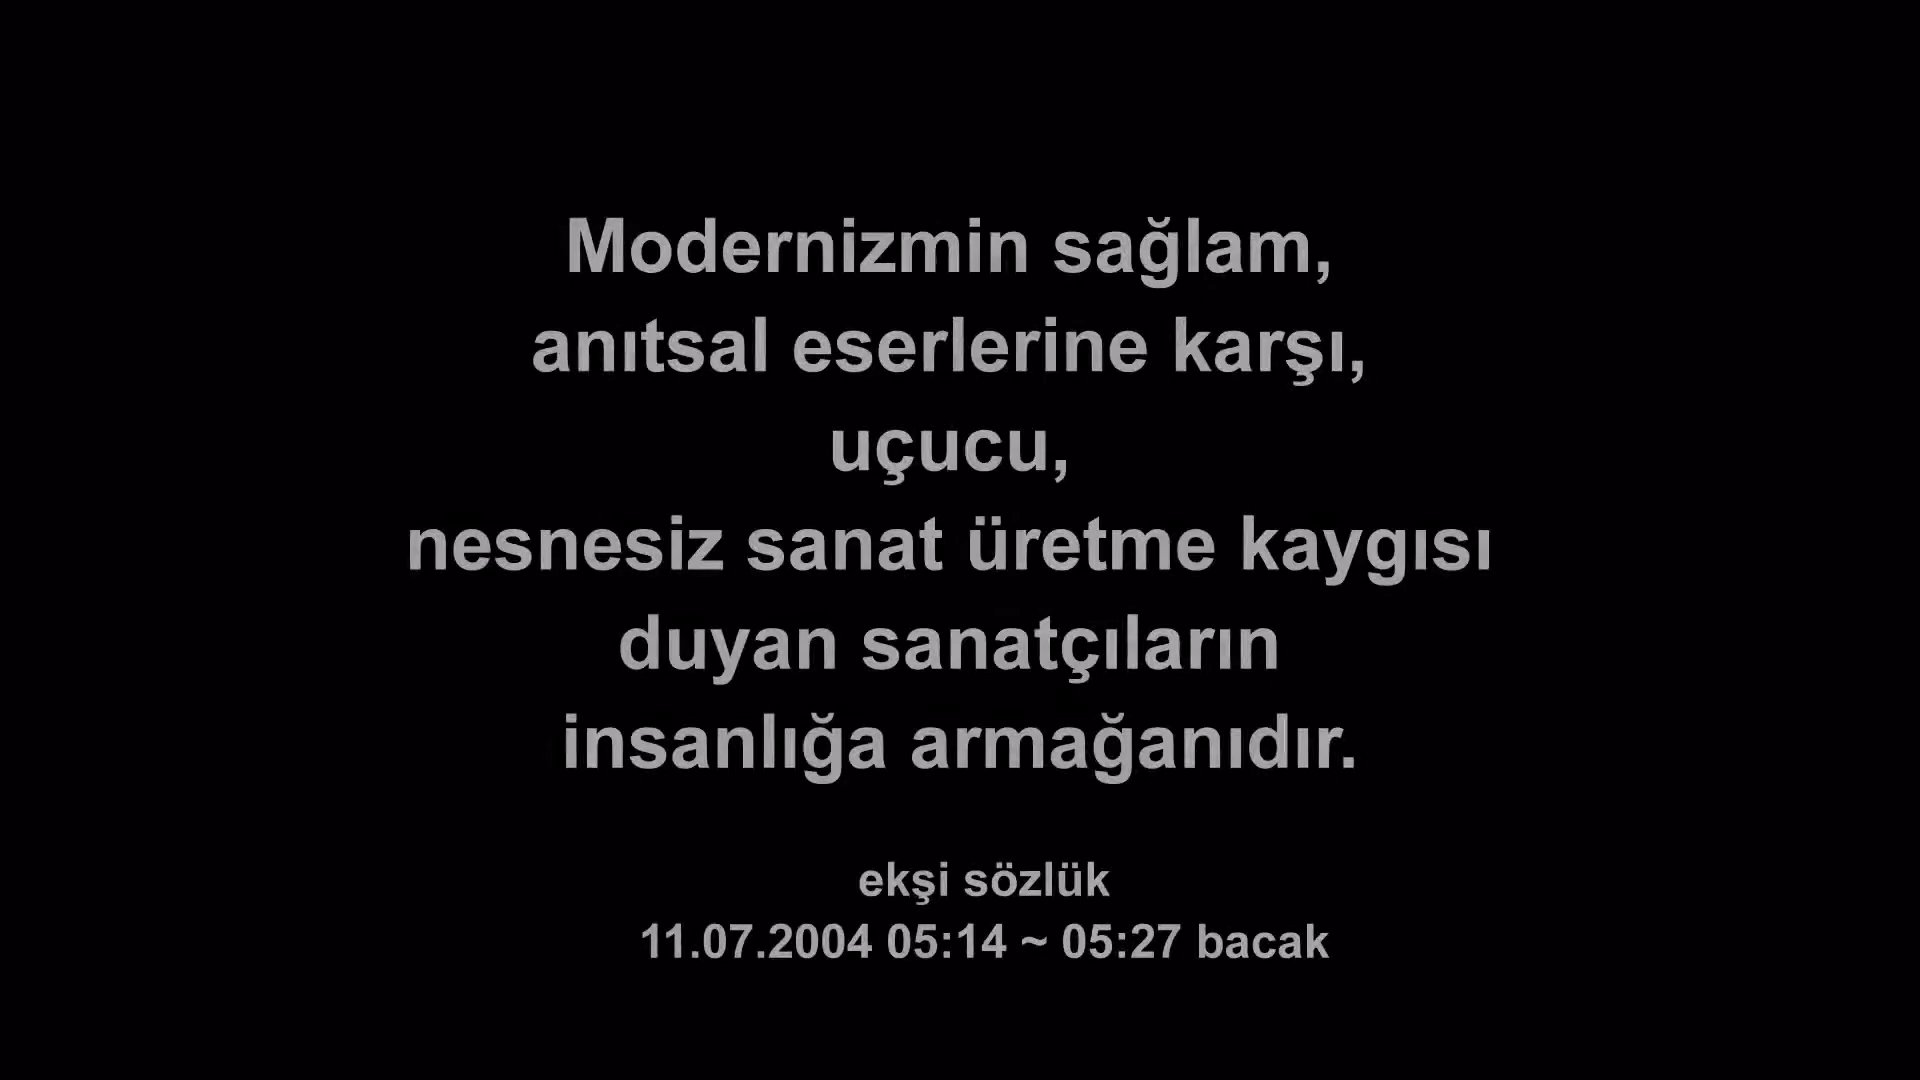 Modernizmin sağlam,
anıtsal eserlerine karşı,
uçucu,
nesnesiz sanat üretme kaygısı
duyan sanatçıların
insanlığa armağanıdır.
ekşi sözlük
11.07.2004 05:14 ~ 05:27 bacak